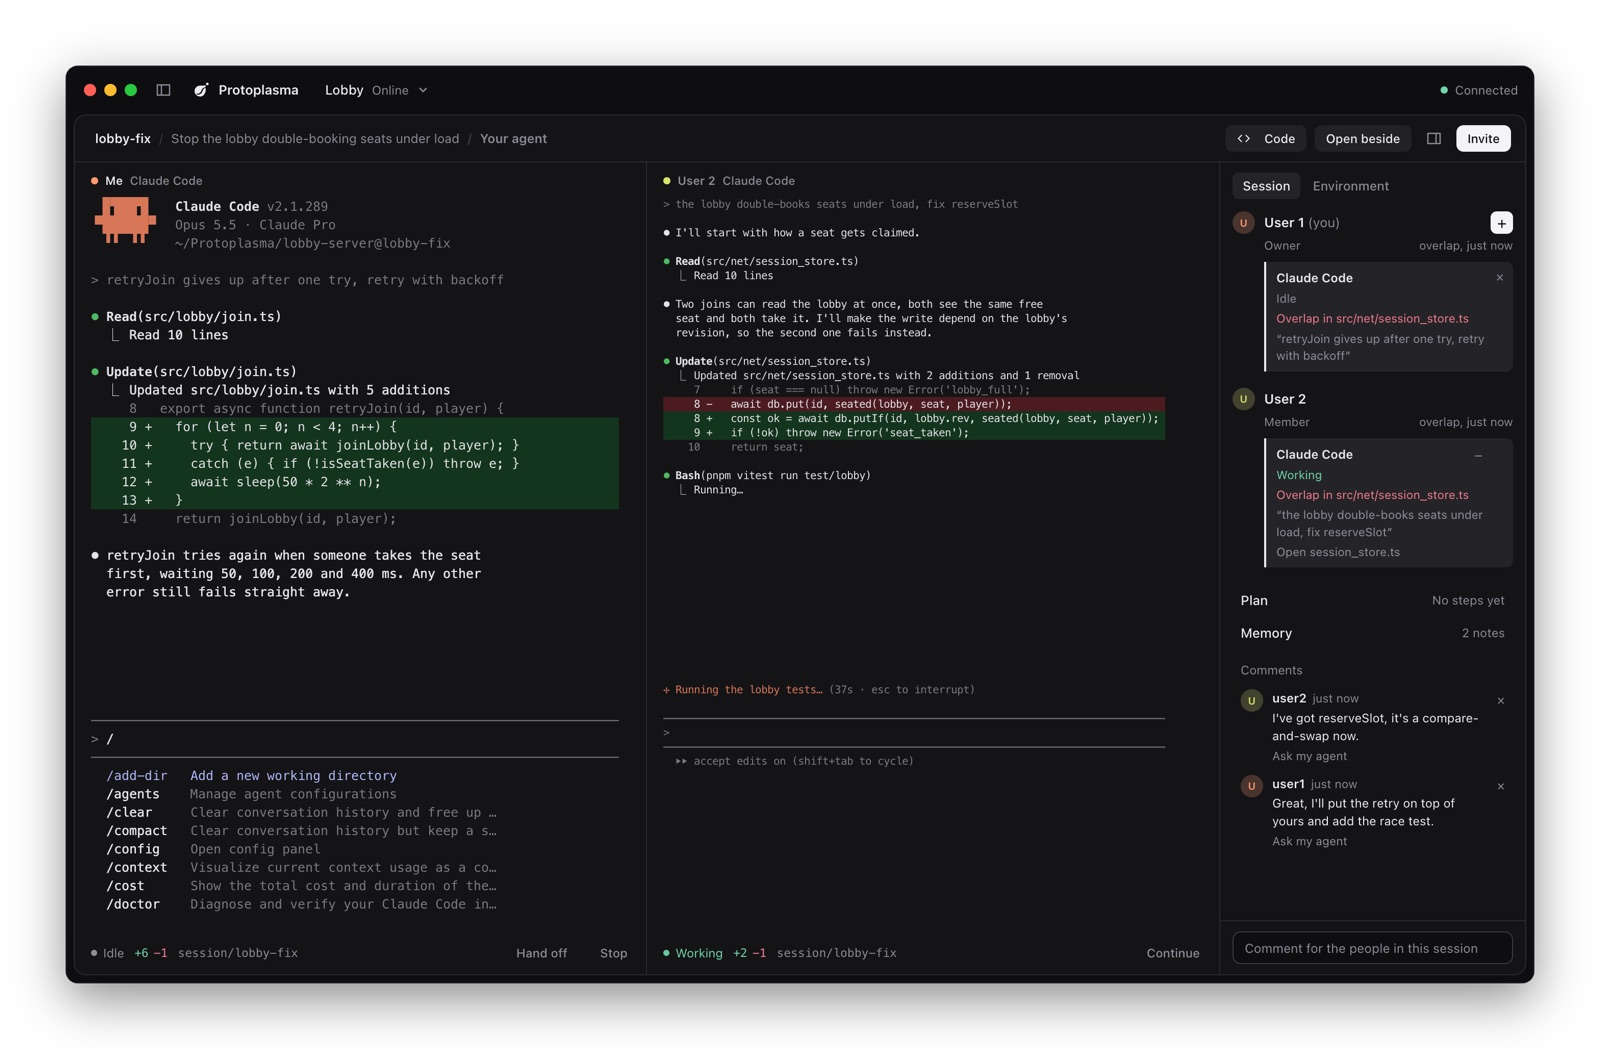 Protoplasma Lobby Online
Connected
lobby-fix / Stop the lobby double-booking seats under load / Your agent
<> Code Open beside Invite
Me Claude Code
Claude Code v2.1.289
Opus 5.5 · Claude Pro
~/Protoplasma/lobby-server@lobby-fix
> retryJoin gives up after one try, retry with backoff
● Read(src/lobby/join.ts)
⎿ Read 10 lines
● Update(src/lobby/join.ts)
⎿ Updated src/lobby/join.ts with 5 additions
8 export async function retryJoin(id, player) {
9 + for (let n = 0; n < 4; n++) {
10 + try { return await joinLobby(id, player); }
11 + catch (e) { if (!isSeatTaken(e)) throw e; }
12 + await sleep(50 * 2 ** n);
13 + }
14 return joinLobby(id, player);
● retryJoin tries again when someone takes the seat
first, waiting 50, 100, 200 and 400 ms. Any other
error still fails straight away.
> /
/add-dir Add a new working directory
/agents Manage agent configurations
/clear Clear conversation history and free up …
/compact Clear conversation history but keep a s…
/config Open config panel
/context Visualize current context usage as a co…
/cost Show the total cost and duration of the…
/doctor Diagnose and verify your Claude Code in…
Idle +6 −1 session/lobby-fix Hand off Stop
User 2 Claude Code
> the lobby double-books seats under load, fix reserveSlot
● I'll start with how a seat gets claimed.
● Read(src/net/session_store.ts)
⎿ Read 10 lines
● Two joins can read the lobby at once, both see the same free
seat and both take it. I'll make the write depend on the lobby's
revision, so the second one fails instead.
● Update(src/net/session_store.ts)
⎿ Updated src/net/session_store.ts with 2 additions and 1 removal
7 if (seat === null) throw new Error('lobby_full');
8 − await db.put(id, seated(lobby, seat, player));
8 + const ok = await db.putIf(id, lobby.rev, seated(lobby, seat, player));
9 + if (!ok) throw new Error('seat_taken');
10 return seat;
● Bash(pnpm vitest run test/lobby)
⎿ Running…
÷ Running the lobby tests… (37s · esc to interrupt)
>
▸▸ accept edits on (shift+tab to cycle)
Working +2 −1 session/lobby-fix Continue
Session Environment
U User 1 (you) +
Owner overlap, just now
Claude Code ×
Idle
Overlap in src/net/session_store.ts
“retryJoin gives up after one try, retry
with backoff”
U User 2
Member overlap, just now
Claude Code –
Working
Overlap in src/net/session_store.ts
“the lobby double-books seats under
load, fix reserveSlot”
Open session_store.ts
Plan No steps yet
Memory 2 notes
Comments
U user2 just now ×
I've got reserveSlot, it's a compare-
and-swap now.
Ask my agent
U user1 just now ×
Great, I'll put the retry on top of
yours and add the race test.
Ask my agent
Comment for the people in this session